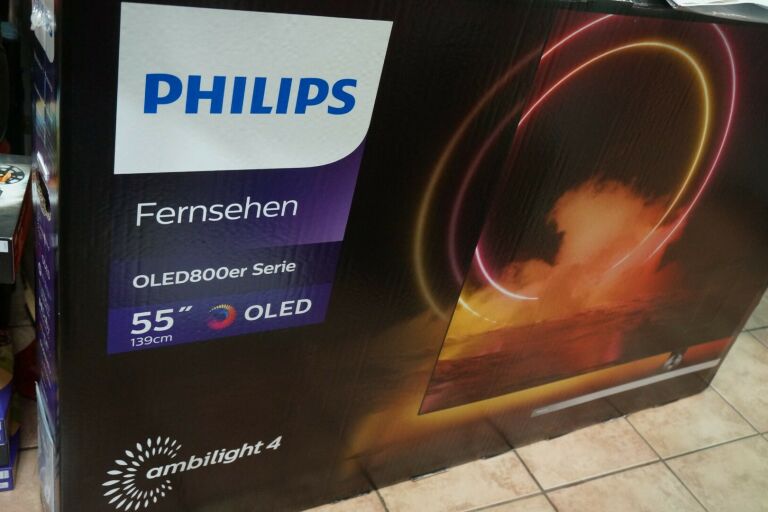 PHILIPS
Fernsehen
OLED800er Serie
55" OLED
139cm
ambilight 4